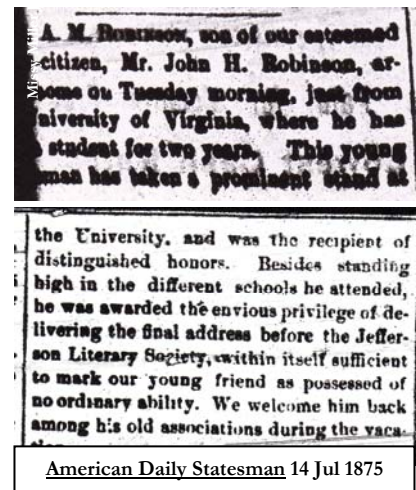 A. M. ROBINSON, son of our esteemed
citizen, Mr. John H. Robinson, ar-
home on Tuesday morning, just from
niversity of Virginia, where he has
student for two years. This young
man has taken a prominent stand at
the University, and was the recipient of
distinguished honors. Besides standing
high in the different schools he attended,
he was awarded the envious privilege of de-
livering the final address before the Jeffer-
son Literary Society, within itself sufficient
to mark our young friend as possessed of
no ordinary ability. We welcome him back
among his old associations during the vaca-
American Daily Statesman 14 Jul 1875